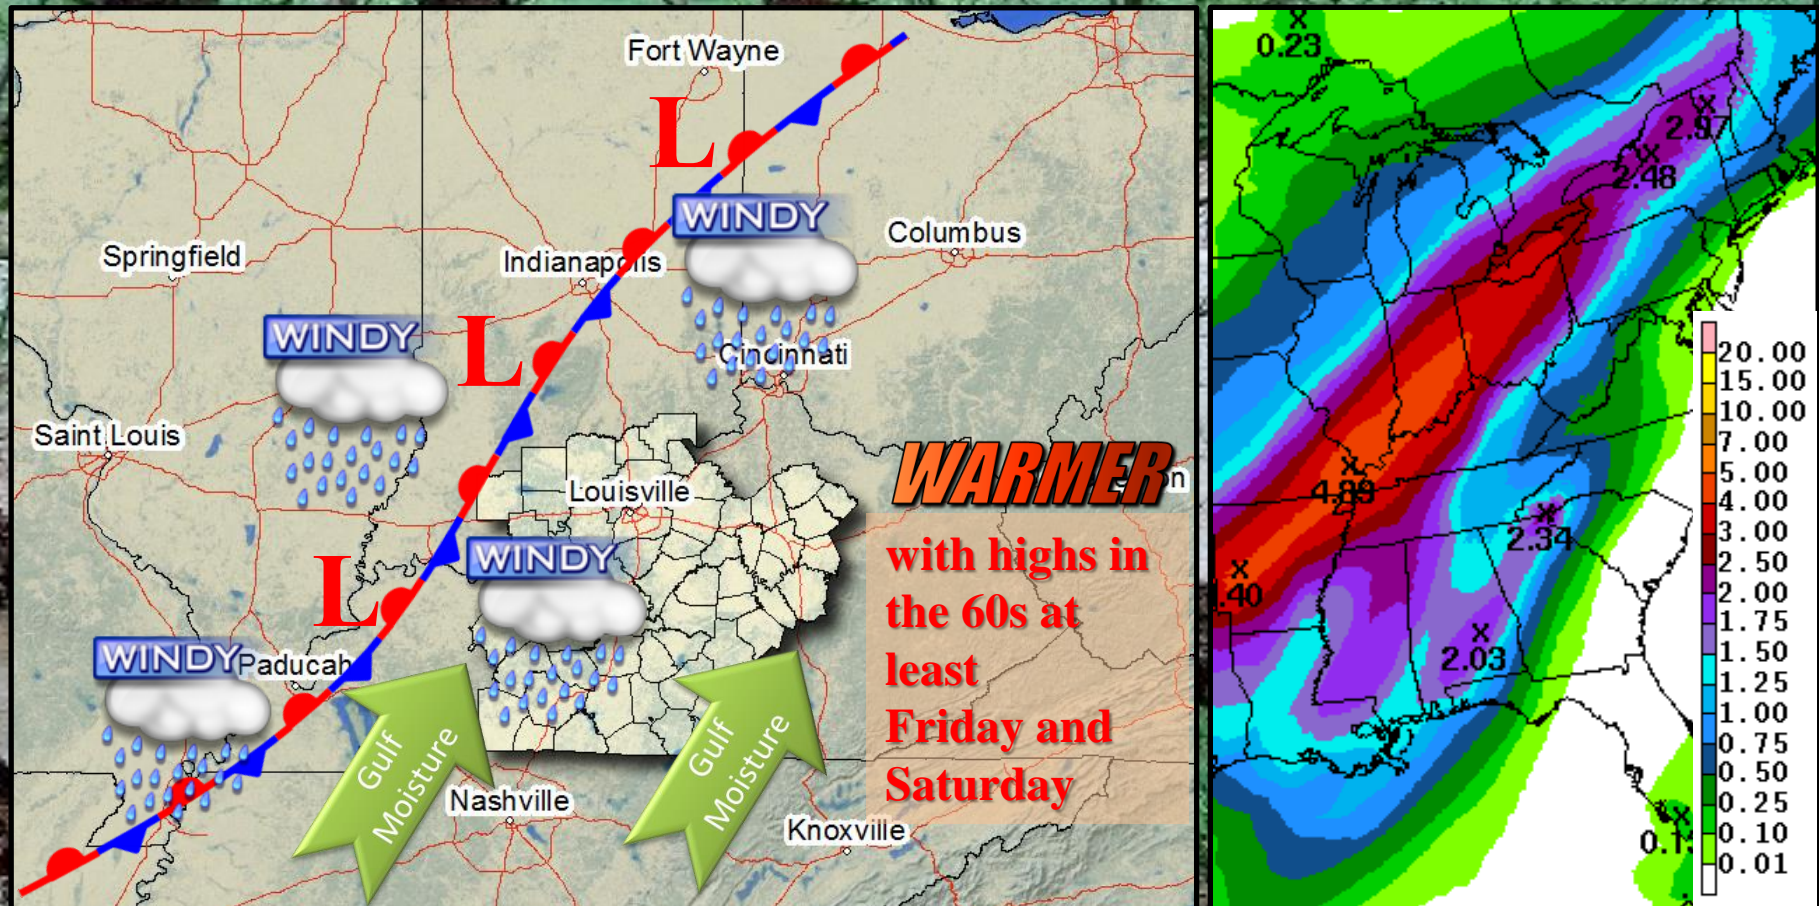 Fort Wayne
L
WINDY
Columbus
Springfield
Indianapolis
WINDY
L
Cincinnati
Saint Louis
WARMER
Louisville
with highs in
the 60s at
least
Friday and
Saturday
WINDY
L
WINDY
Paducah
Gulf
Moisture
Gulf
Moisture
Nashville
Knoxville
0.23
2.97
2.48
4.99
2.34
.40
2.03
20.00
15.00
10.00
7.00
5.00
4.00
3.00
2.50
2.00
1.75
1.50
1.25
1.00
0.75
0.50
0.25
0.10
0.01